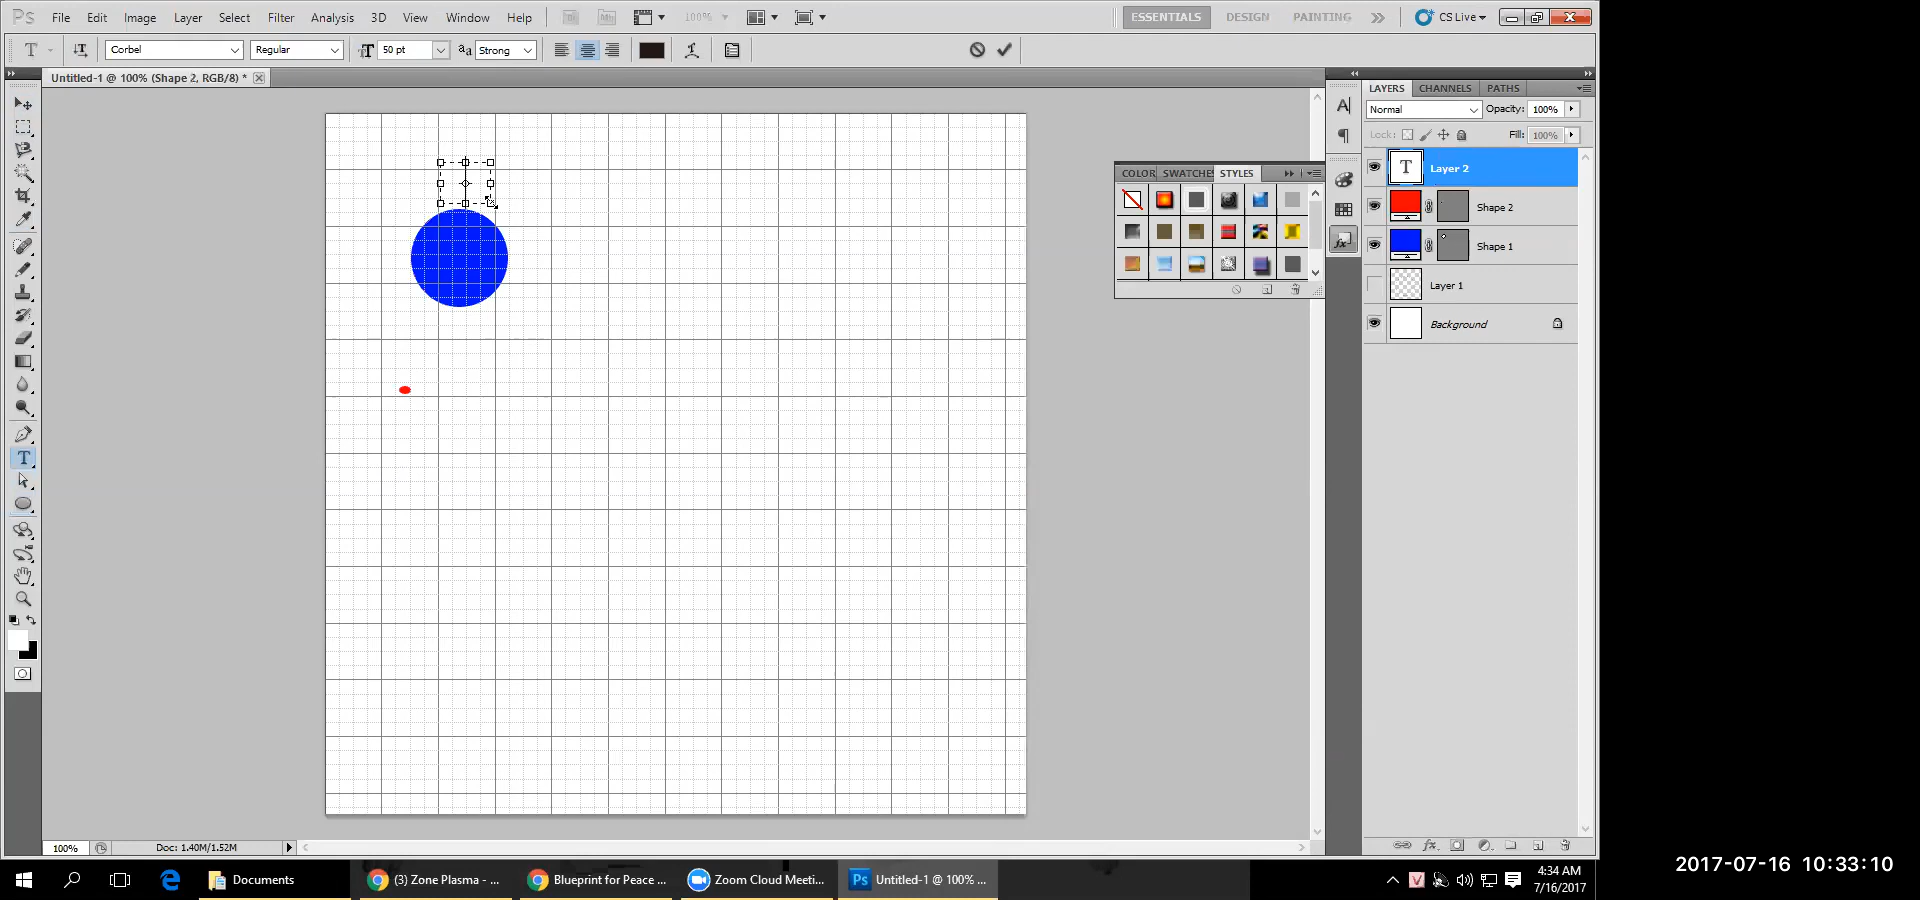 Ps File Edit Image Layer Select Filter Analysis 3D View Window Help Br Mb 100% ESSENTIALS DESIGN PAINTING CS Live
T Corbel Regular T 50 pt aa Strong
Untitled-1 @ 100% (Shape 2, RGB/8) *
LAYERS CHANNELS PATHS
Normal Opacity: 100%
Lock: Fill: 100%
COLOR SWATCHES STYLES
T Layer 2
Shape 2
Shape 1
Layer 1
Background
100% Doc: 1.40M/1.52M
Documents (3) Zone Plasma - ... Blueprint for Peace ... Zoom Cloud Meeti... Ps Untitled-1 @ 100% ... 4:34 AM
7/16/2017
2017-07-16 10:33:10